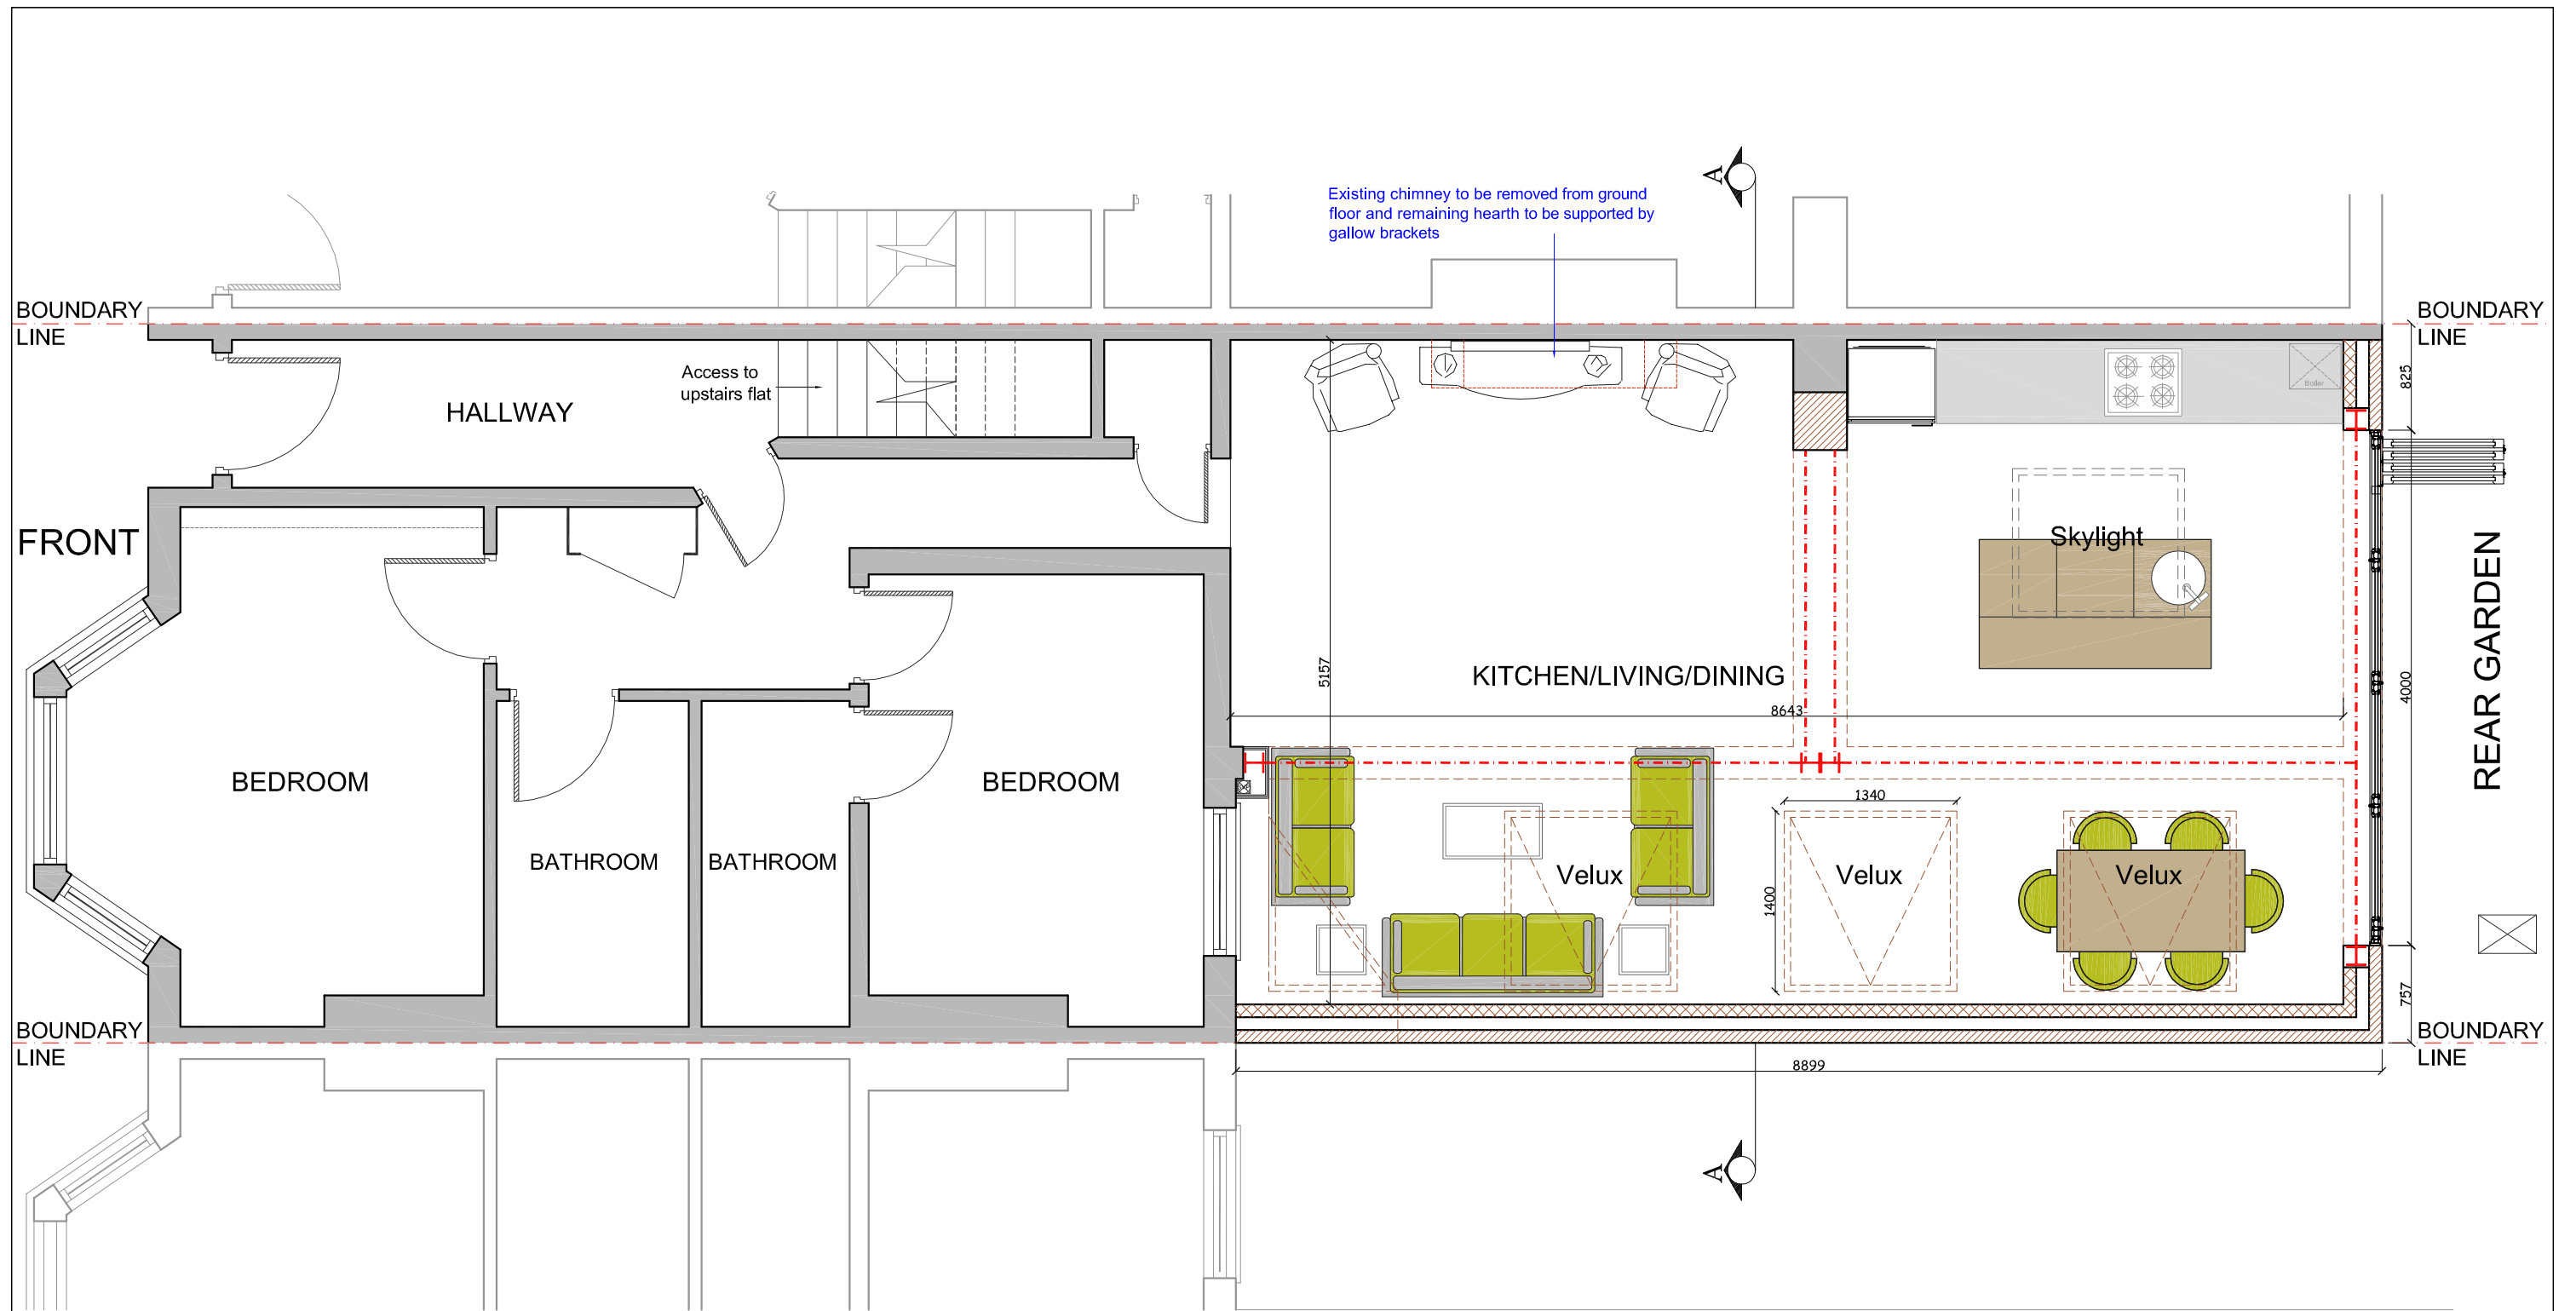 A
Existing chimney to be removed from ground
floor and remaining hearth to be supported by
gallow brackets
BOUNDARY
LINE
BOUNDARY
LINE
Access to
upstairs flat
HALLWAY
Boiler
825
FRONT
Skylight
REAR GARDEN
5157
KITCHEN/LIVING/DINING
4000
8643
BEDROOM
BEDROOM
1340
BATHROOM
BATHROOM
1400
Velux
Velux
Velux
757
BOUNDARY
LINE
BOUNDARY
LINE
8899
A